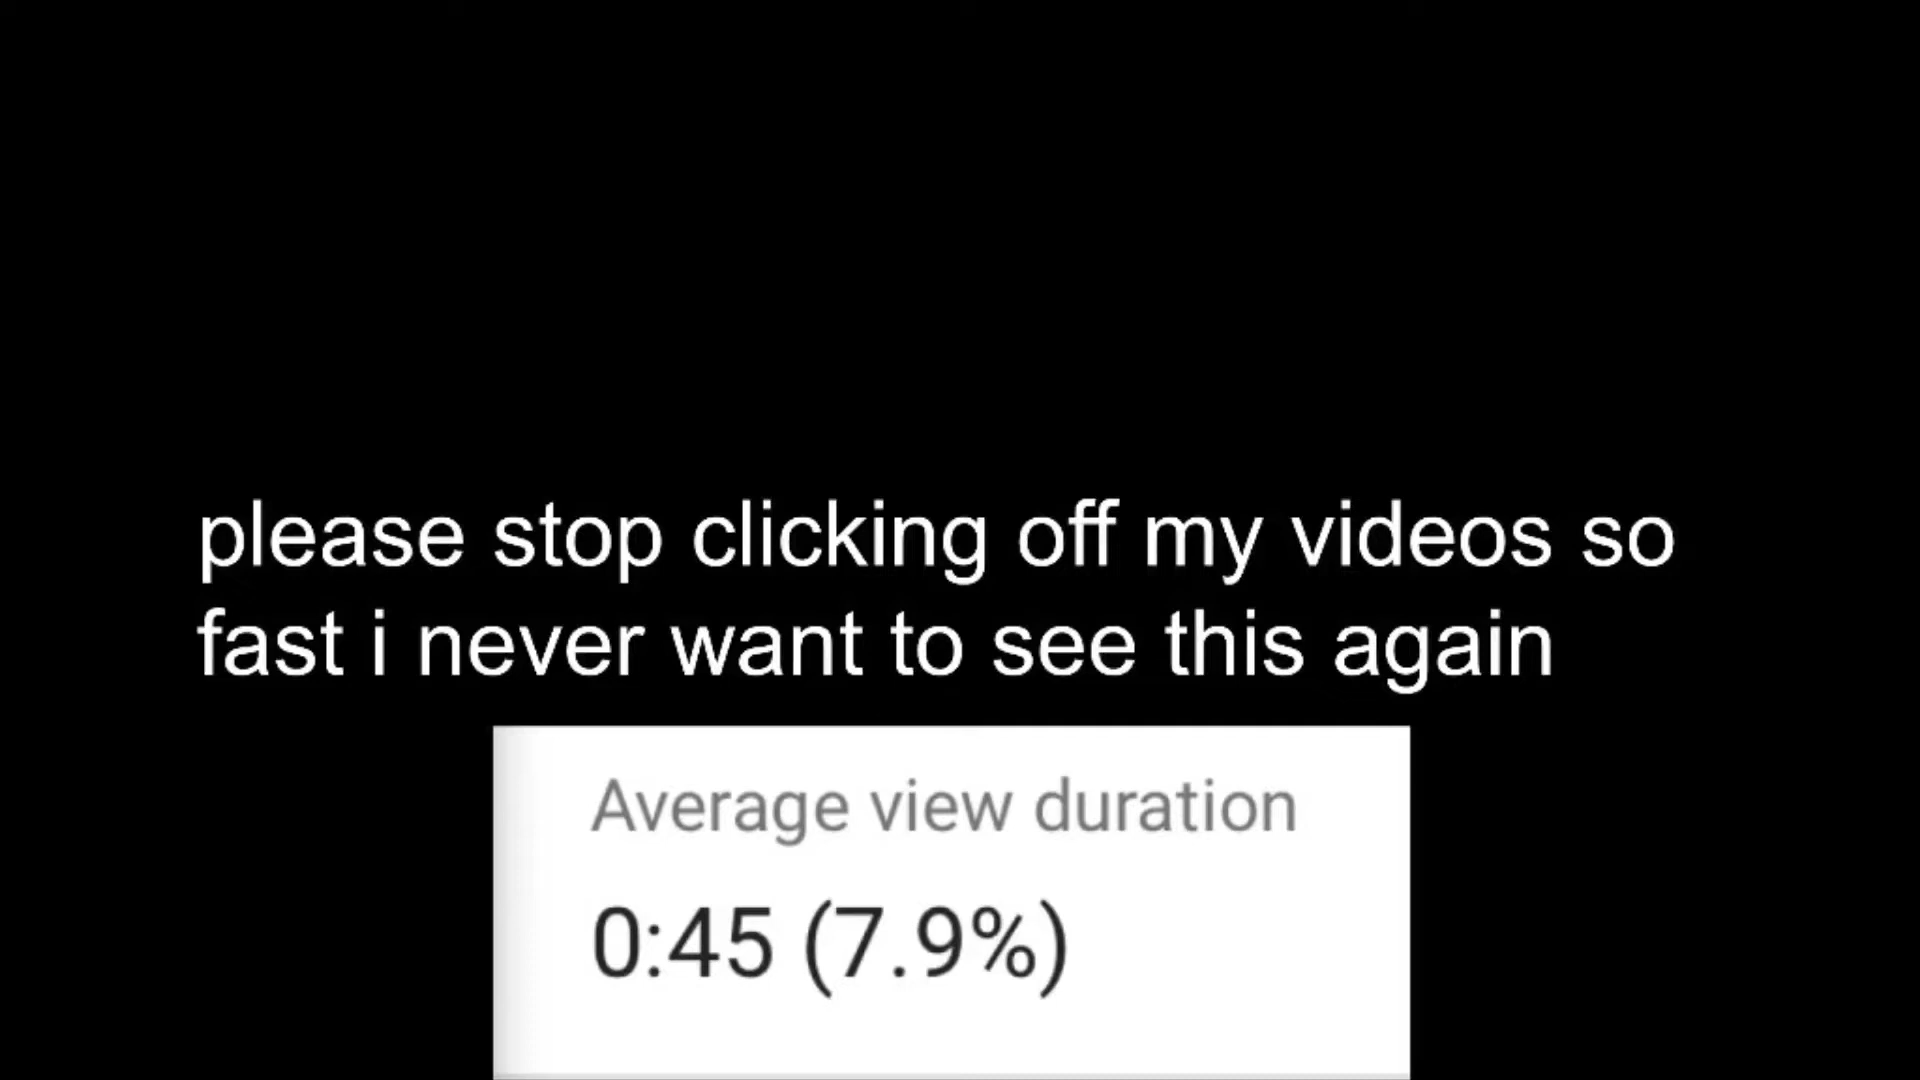 please stop clicking off my videos so
fast i never want to see this again
Average view duration
0:45 (7.9%)